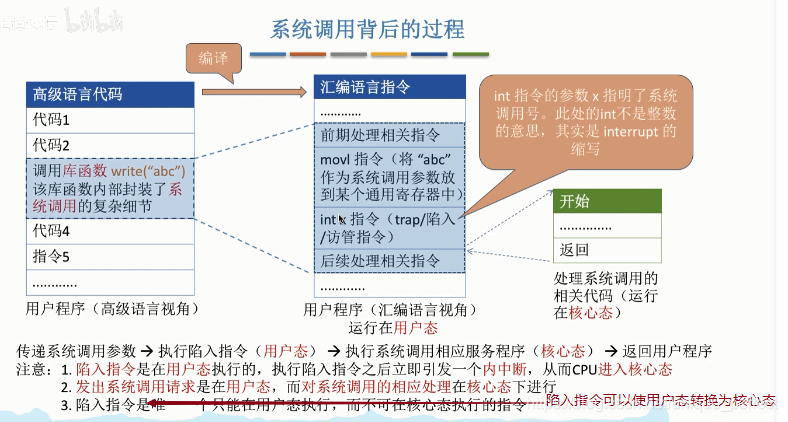 系统调用背后的过程
编译
高级语言代码
代码1
代码2
调用库函数 write(“abc”)
该库函数内部封装了系
统调用的复杂细节
代码4
指令5
............
用户程序（高级语言视角）
汇编语言指令
............
前期处理相关指令
movl 指令（将 “abc”
作为系统调用参数放
到某个通用寄存器中）
int x 指令（trap/陷入
/访管指令）
后续处理相关指令
............
用户程序（汇编语言视角）
运行在用户态
int 指令的参数 x 指明了系统
调用号。此处的int不是整数
的意思，其实是 interrupt 的
缩写
开始
..............
返回
处理系统调用的
相关代码（运行
在核心态）
传递系统调用参数 → 执行陷入指令（用户态） → 执行系统调用相应服务程序（核心态） → 返回用户程序
注意：1. 陷入指令是在用户态执行的，执行陷入指令之后立即引发一个内中断，从而CPU进入核心态
2. 发出系统调用请求是在用户态，而对系统调用的相应处理在核心态下进行
3. 陷入指令是唯一一个只能在用户态执行，而不可在核心态执行的指令
陷入指令可以使用户态转换为核心态